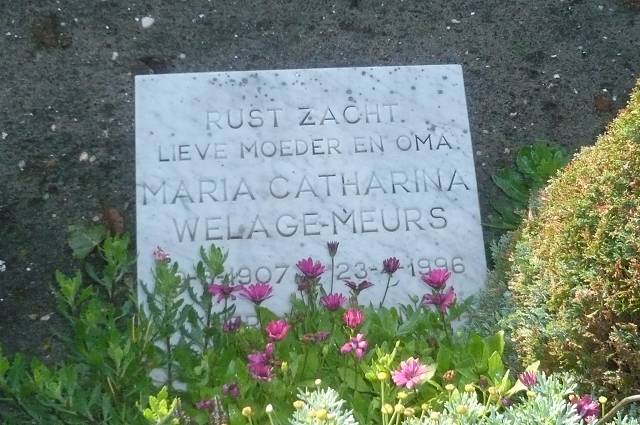 RUST ZACHT.
LIEVE MOEDER EN OMA.
MARIA CATHARINA
WELAGE-MEURS
1907 23- -1996